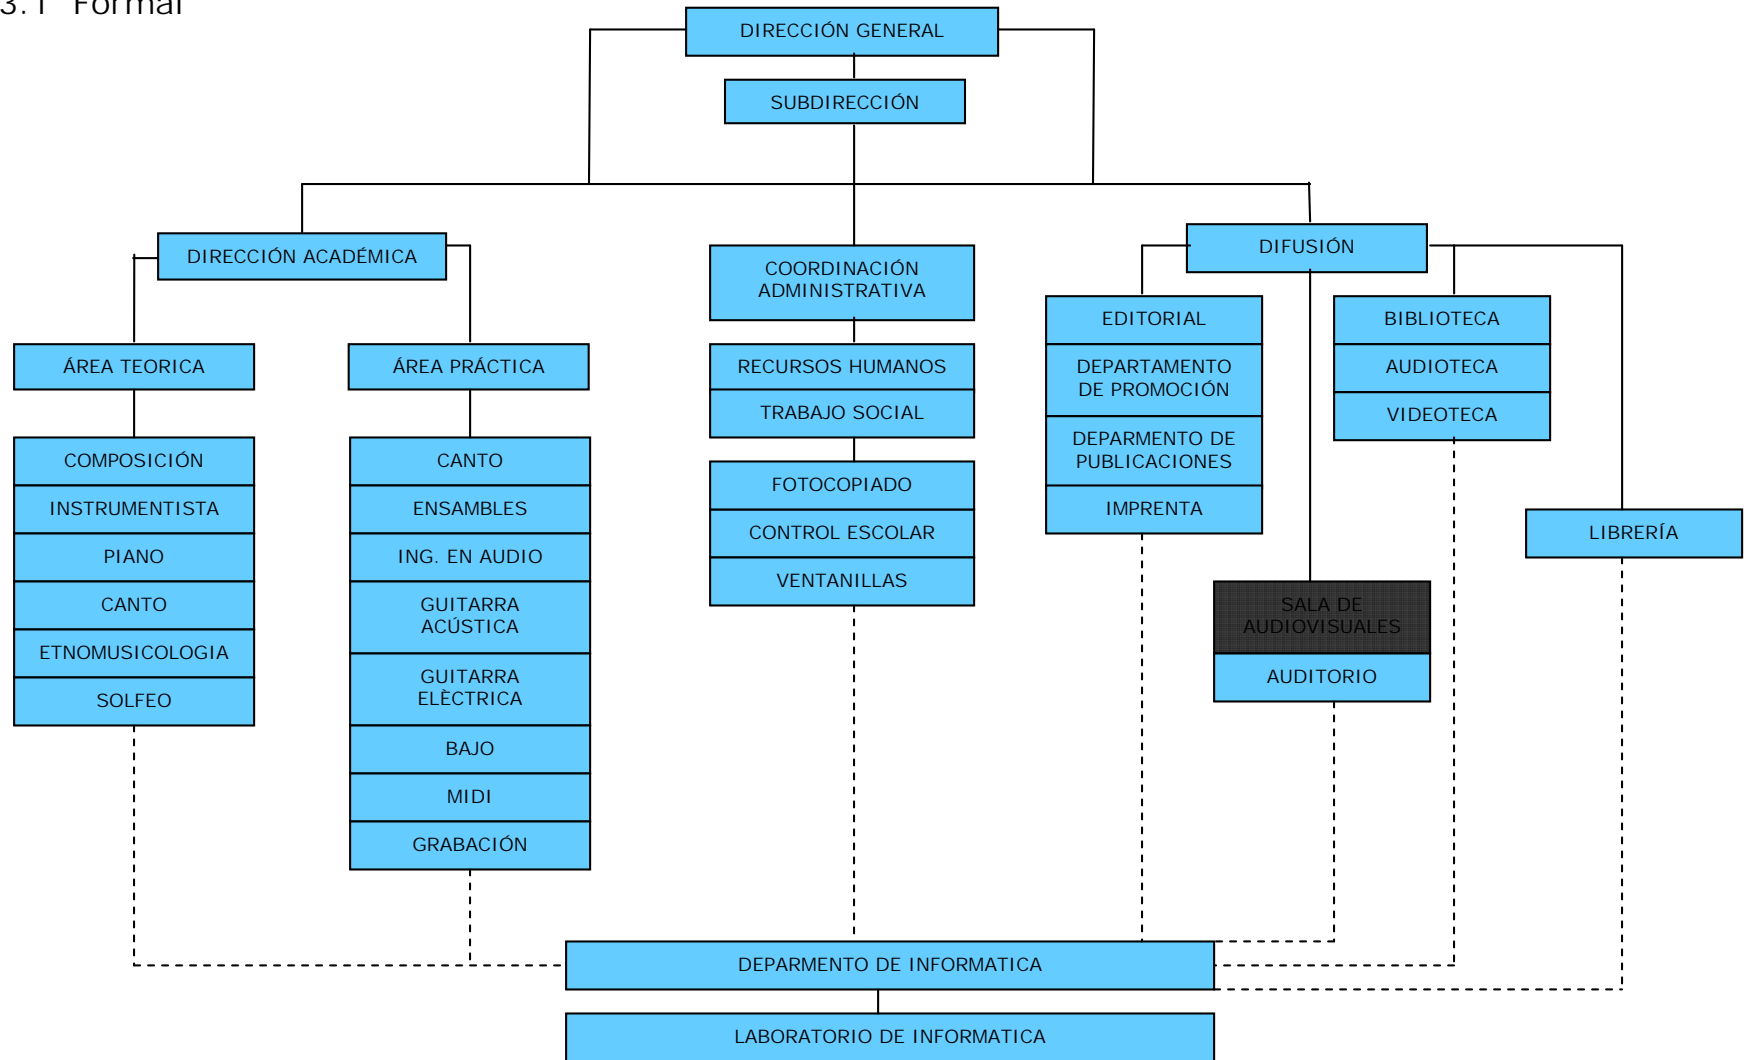 3.1 Formal
DIRECCIÓN GENERAL
SUBDIRECCIÓN
DIRECCIÓN ACADÉMICA
COORDINACIÓN
ADMINISTRATIVA
DIFUSIÓN
ÁREA TEORICA
ÁREA PRÁCTICA
RECURSOS HUMANOS
TRABAJO SOCIAL
EDITORIAL
DEPARTAMENTO
DE PROMOCIÓN
DEPARMENTO DE
PUBLICACIONES
IMPRENTA
BIBLIOTECA
AUDIOTECA
VIDEOTECA
COMPOSICIÓN
INSTRUMENTISTA
PIANO
CANTO
ETNOMUSICOLOGIA
SOLFEO
CANTO
ENSAMBLES
ING. EN AUDIO
GUITARRA
ACÚSTICA
GUITARRA
ELÈCTRICA
BAJO
MIDI
GRABACIÓN
FOTOCOPIADO
CONTROL ESCOLAR
VENTANILLAS
SALA DE
AUDIOVISUALES
AUDITORIO
LIBRERÍA
DEPARMENTO DE INFORMATICA
LABORATORIO DE INFORMATICA